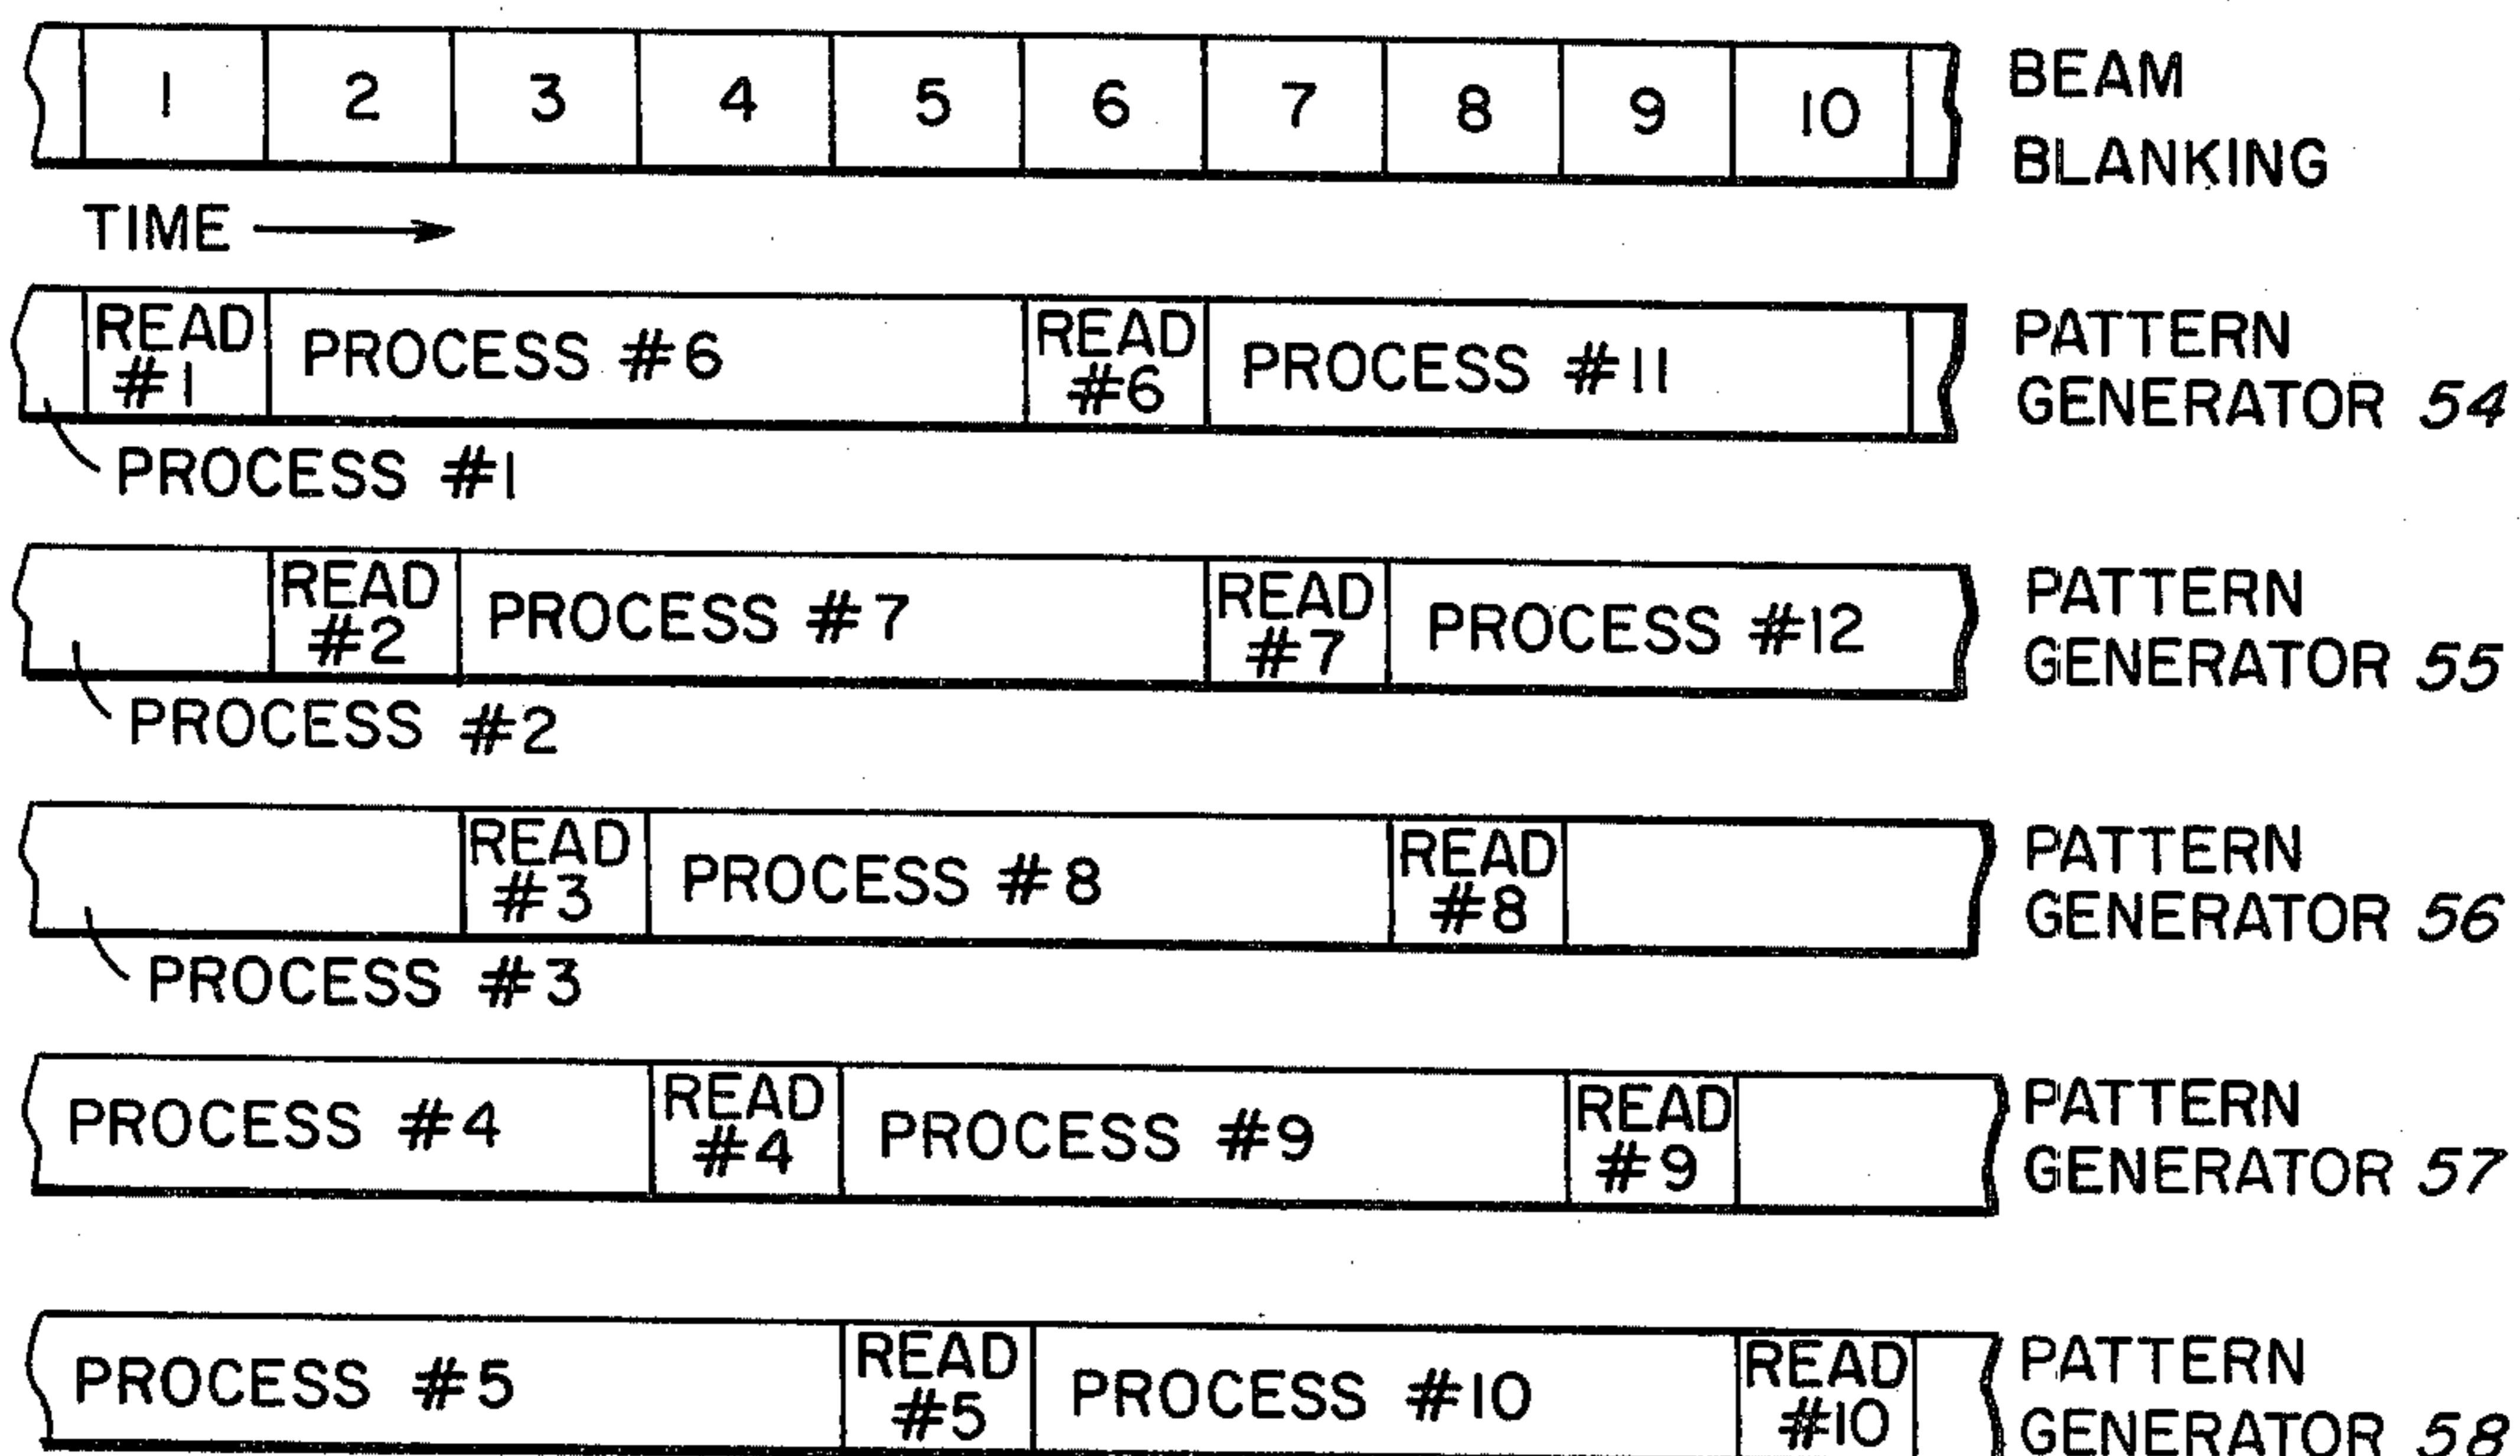 1 2 3 4 5 6 7 8 9 10 BEAM
BLANKING
TIME
READ
#1
PROCESS #6
READ
#6
PROCESS #11
PATTERN
GENERATOR 54
PROCESS #1
READ
#2
PROCESS #7
READ
#7
PROCESS #12
PATTERN
GENERATOR 55
PROCESS #2
READ
#3
PROCESS #8
READ
#8
PATTERN
GENERATOR 56
PROCESS #3
PROCESS #4
READ
#4
PROCESS #9
READ
#9
PATTERN
GENERATOR 57
PROCESS #5
READ
#5
PROCESS #10
READ
#10
PATTERN
GENERATOR 58